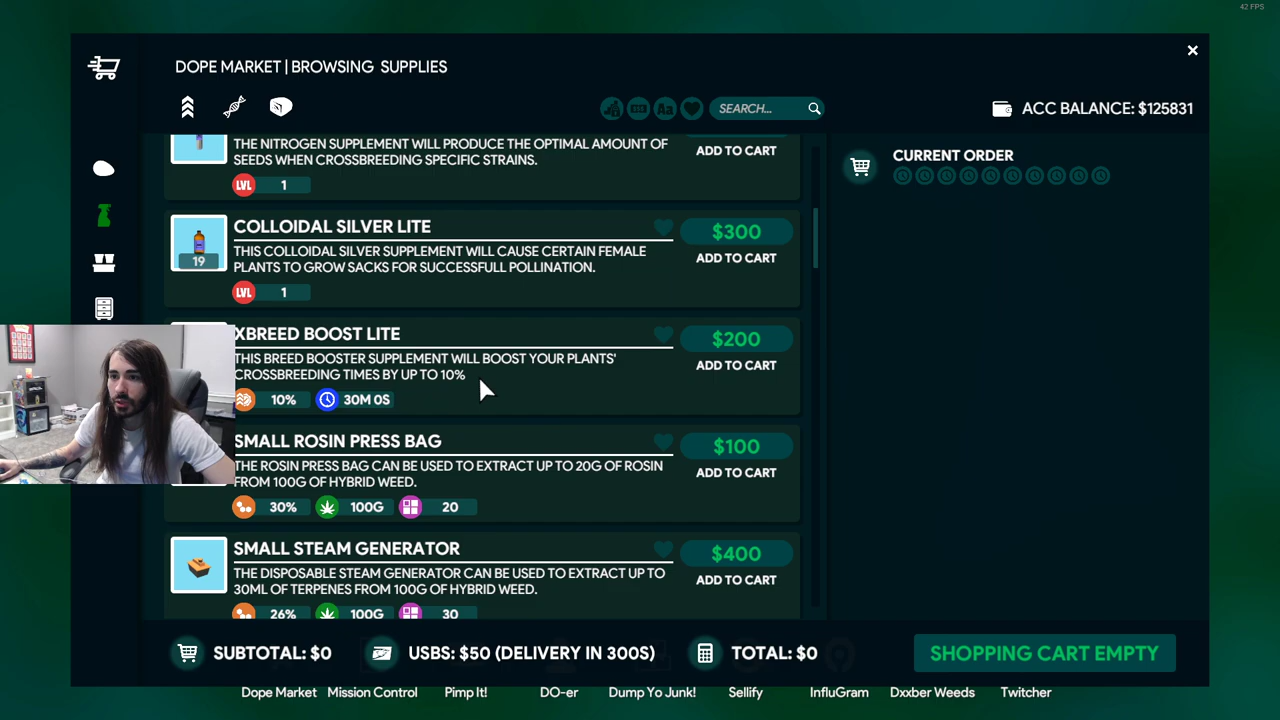 42 FPS
DOPE MARKET | BROWSING SUPPLIES
Aa
SEARCH...
ACC BALANCE: $125831
THE NITROGEN SUPPLEMENT WILL PRODUCE THE OPTIMAL AMOUNT OF
SEEDS WHEN CROSSBREEDING SPECIFIC STRAINS.
ADD TO CART
LVL 1
CURRENT ORDER
COLLOIDAL SILVER LITE
$300
19
THIS COLLOIDAL SILVER SUPPLEMENT WILL CAUSE CERTAIN FEMALE
PLANTS TO GROW SACKS FOR SUCCESSFULL POLLINATION.
ADD TO CART
LVL 1
XBREED BOOST LITE
$200
THIS BREED BOOSTER SUPPLEMENT WILL BOOST YOUR PLANTS'
CROSSBREEDING TIMES BY UP TO 10%
ADD TO CART
10% 30M 0S
SMALL ROSIN PRESS BAG
$100
THE ROSIN PRESS BAG CAN BE USED TO EXTRACT UP TO 20G OF ROSIN
FROM 100G OF HYBRID WEED.
ADD TO CART
30% 100G 20
SMALL STEAM GENERATOR
$400
THE DISPOSABLE STEAM GENERATOR CAN BE USED TO EXTRACT UP TO
30ML OF TERPENES FROM 100G OF HYBRID WEED.
ADD TO CART
26% 100G 30
SUBTOTAL: $0
USBS: $50 (DELIVERY IN 300S)
TOTAL: $0
SHOPPING CART EMPTY
Dope Market Mission Control Pimp It! DO-er Dump Yo Junk! Sellify InfluGram Dxxber Weeds Twitcher